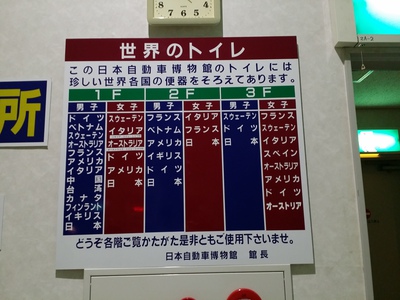 8 4
7 6 5
所
世界のトイレ
この日本自動車博物館のトイレには
珍しい世界各国の便器をそろえてあります。
1F 2F 3F
男子 女子 男子 女子 男子 女子
ドイツ
ベトナム
スウェーデン
オーストラリア
フランス
アメリカ
イタリア
中国
台湾
カナダ
フィンランド
イギリス
日本
スウェーデン
イタリア
オーストラリア
ドイツ
アメリカ
日本
フランス
ベトナム
アメリカ
イギリス
ドイツ
日本
イタリア
フランス
日本
スウェーデン
ドイツ
日本
フランス
スウェーデン
イタリア
スペイン
アメリカ
ドイツ
オーストリア
どうぞ各階ご覧かたがた是非ともご使用下さいませ。
日本自動車博物館 館長